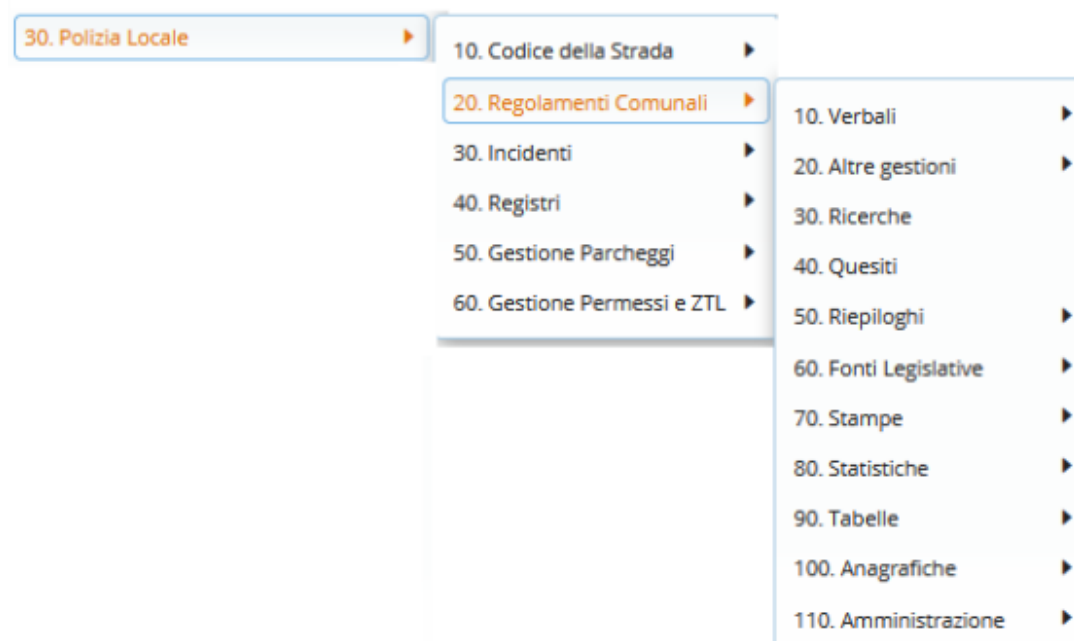 30. Polizia Locale
10. Codice della Strada
20. Regolamenti Comunali
30. Incidenti
40. Registri
50. Gestione Parcheggi
60. Gestione Permessi e ZTL
10. Verbali
20. Altre gestioni
30. Ricerche
40. Quesiti
50. Riepiloghi
60. Fonti Legislative
70. Stampe
80. Statistiche
90. Tabelle
100. Anagrafiche
110. Amministrazione